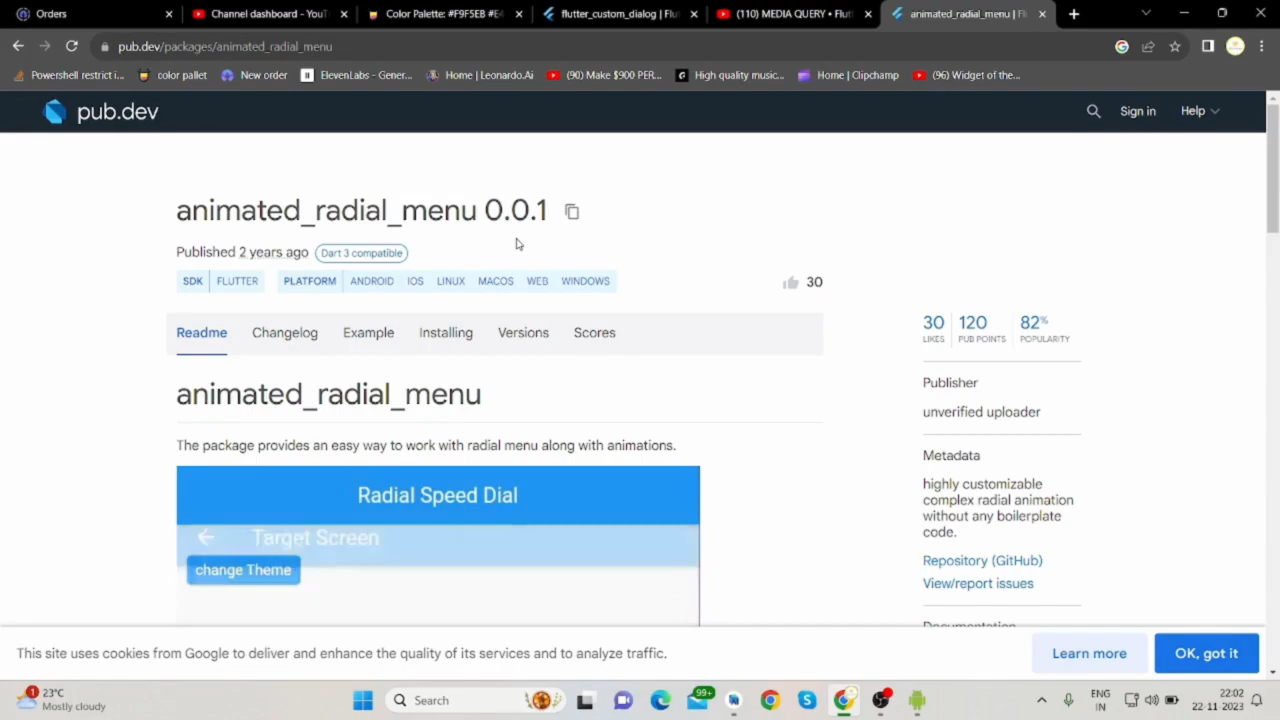 Orders
Channel dashboard - YouT
Color Palette: #F9F5EB #E4
flutter_custom_dialog | Flu
(110) MEDIA QUERY • Flutt
animated_radial_menu | Fl
pub.dev/packages/animated_radial_menu
Powershell restrict i...
color pallet
New order
ElevenLabs - Gener...
Home | Leonardo.Ai
(90) Make $900 PER...
High quality music...
Home | Clipchamp
(96) Widget of the...
pub.dev
Sign in
Help
animated_radial_menu 0.0.1
Published 2 years ago
Dart 3 compatible
SDK FLUTTER PLATFORM ANDROID IOS LINUX MACOS WEB WINDOWS
30
Readme Changelog Example Installing Versions Scores
30 120 82%
LIKES PUB POINTS POPULARITY
animated_radial_menu
The package provides an easy way to work with radial menu along with animations.
Radial Speed Dial
Target Screen
change Theme
Publisher
unverified uploader
Metadata
highly customizable
complex radial animation
without any boilerplate
code.
Repository (GitHub)
View/report issues
Documentation
This site uses cookies from Google to deliver and enhance the quality of its services and to analyze traffic.
Learn more
OK, got it
1
23°C
Mostly cloudy
Search
99+
ENG
IN
22:02
22-11-2023